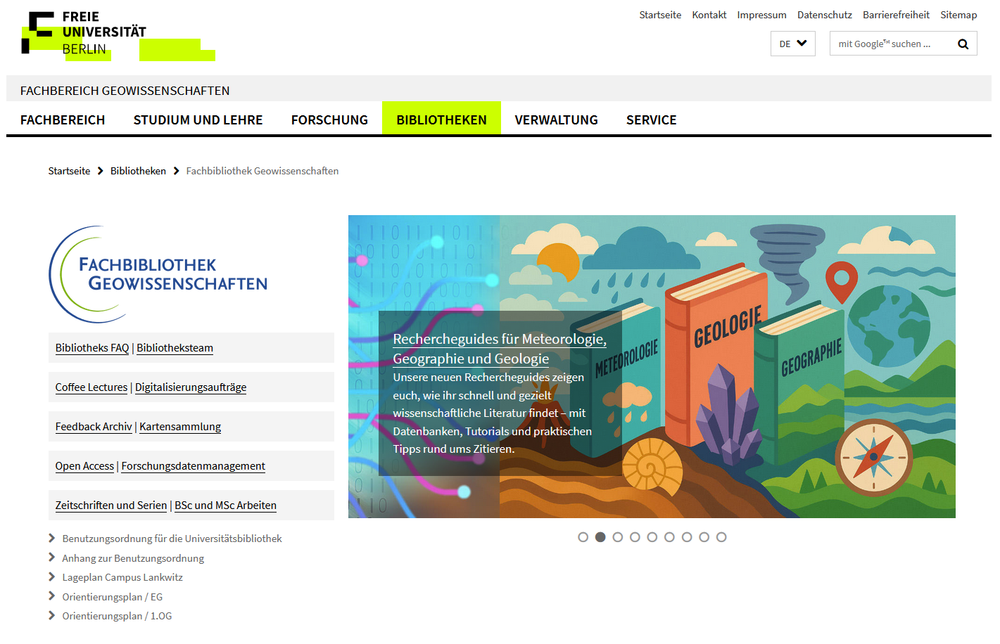 FREIE
UNIVERSITÄT
BERLIN
Startseite Kontakt Impressum Datenschutz Barrierefreiheit Sitemap
DE
mit Google™ suchen ...
FACHBEREICH GEOWISSENSCHAFTEN
FACHBEREICH STUDIUM UND LEHRE FORSCHUNG BIBLIOTHEKEN VERWALTUNG SERVICE
Startseite Bibliotheken Fachbibliothek Geowissenschaften
FACHBIBLIOTHEK
GEOWISSENSCHAFTEN
Bibliotheks FAQ | Bibliotheksteam
Coffee Lectures | Digitalisierungsaufträge
Feedback Archiv | Kartensammlung
Open Access | Forschungsdatenmanagement
Zeitschriften und Serien | BSc und MSc Arbeiten
Benutzungsordnung für die Universitätsbibliothek
Anhang zur Benutzungsordnung
Lageplan Campus Lankwitz
Orientierungsplan / EG
Orientierungsplan / 1.OG
Rechercheguides für Meteorologie,
Geographie und Geologie
Unsere neuen Rechercheguides zeigen
euch, wie ihr schnell und gezielt
wissenschaftliche Literatur findet – mit
Datenbanken, Tutorials und praktischen
Tipps rund ums Zitieren.
METEOROLOGIE
GEOLOGIE
GEOGRAPHIE